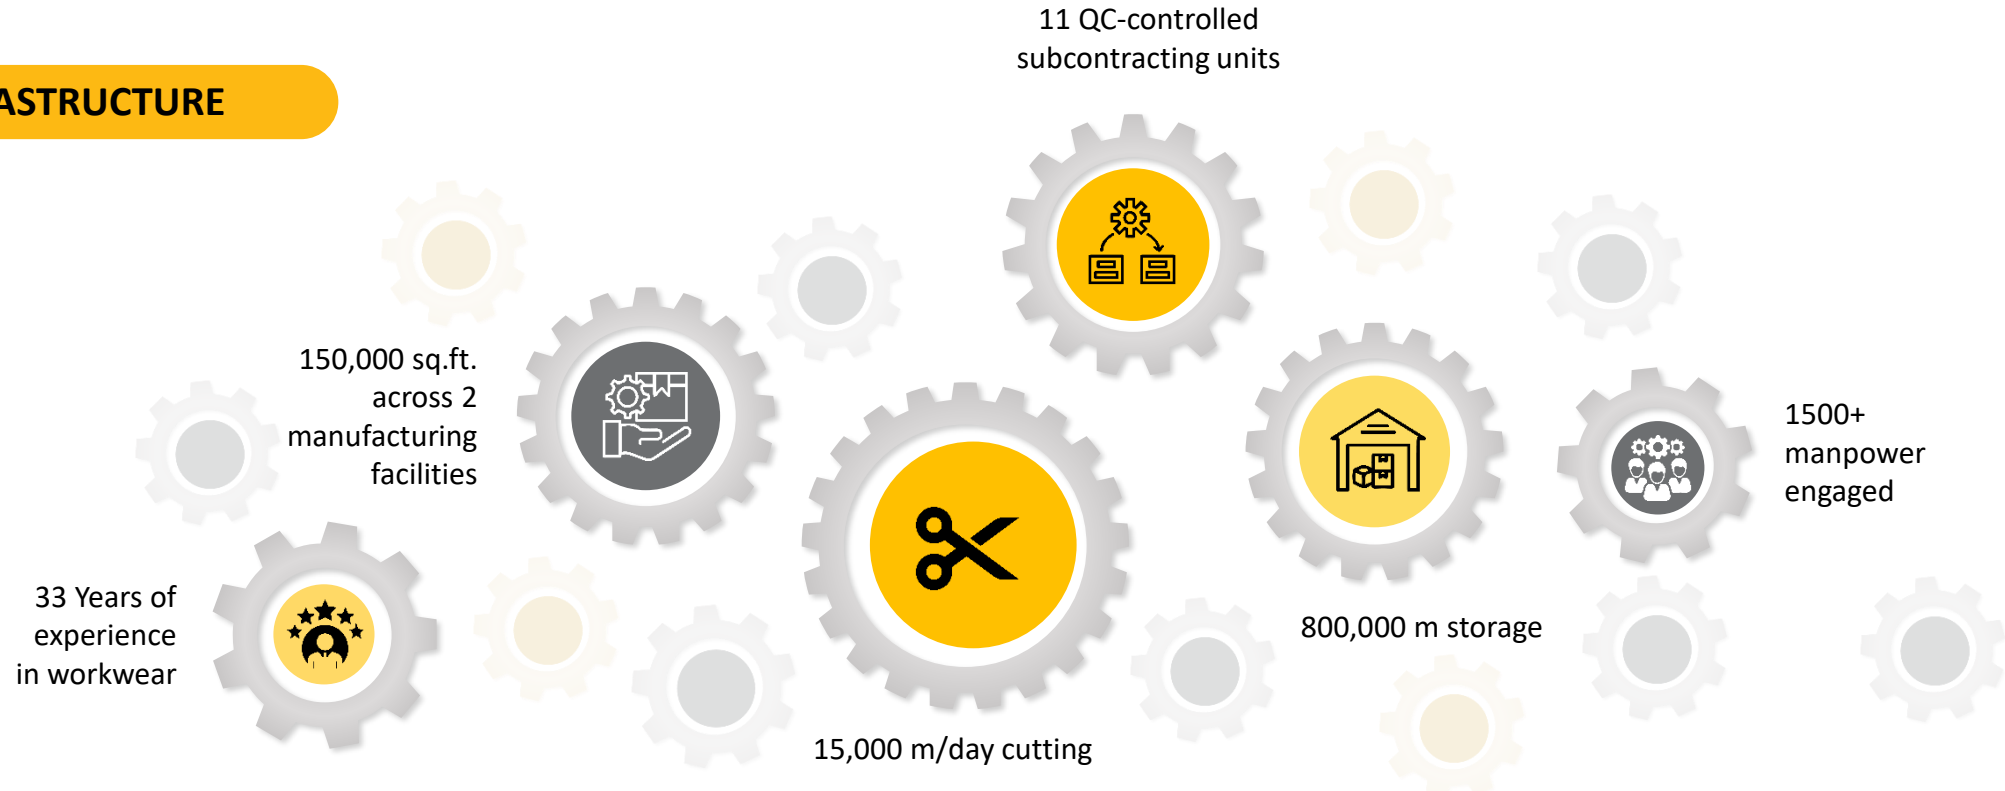 11 QC-controlled
subcontracting units
ASTRUCTURE
150,000 sq.ft.
across 2
manufacturing
facilities
1500+
manpower
engaged
33 Years of
experience
in workwear
800,000 m storage
15,000 m/day cutting